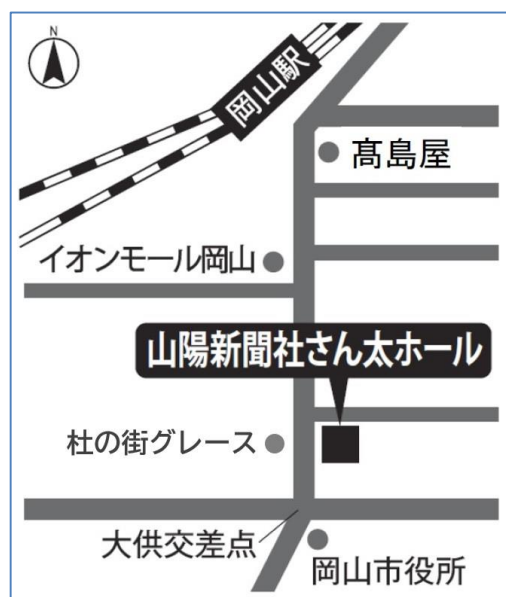 N
岡山駅
髙島屋
イオンモール岡山
山陽新聞社さん太ホール
杜の街グレース
大供交差点
岡山市役所